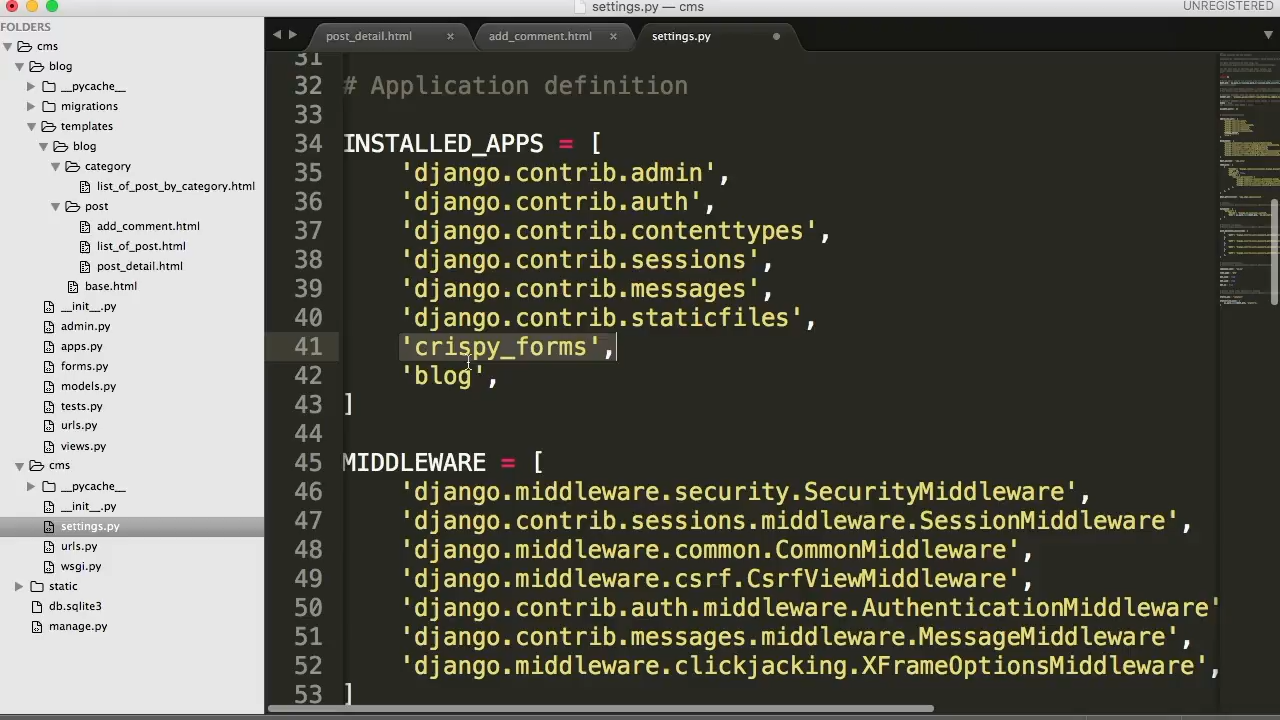 settings.py — cms
UNREGISTERED
FOLDERS
cms
blog
__pycache__
migrations
templates
blog
category
list_of_post_by_category.html
post
add_comment.html
list_of_post.html
post_detail.html
base.html
__init__.py
admin.py
apps.py
forms.py
models.py
tests.py
urls.py
views.py
cms
__pycache__
__init__.py
settings.py
urls.py
wsgi.py
static
db.sqlite3
manage.py
post_detail.html
add_comment.html
settings.py
31
32 # Application definition
33
34 INSTALLED_APPS = [
35 'django.contrib.admin',
36 'django.contrib.auth',
37 'django.contrib.contenttypes',
38 'django.contrib.sessions',
39 'django.contrib.messages',
40 'django.contrib.staticfiles',
41 'crispy_forms',
42 'blog',
43 ]
44
45 MIDDLEWARE = [
46 'django.middleware.security.SecurityMiddleware',
47 'django.contrib.sessions.middleware.SessionMiddleware',
48 'django.middleware.common.CommonMiddleware',
49 'django.middleware.csrf.CsrfViewMiddleware',
50 'django.contrib.auth.middleware.AuthenticationMiddleware'
51 'django.contrib.messages.middleware.MessageMiddleware',
52 'django.middleware.clickjacking.XFrameOptionsMiddleware',
53 ]